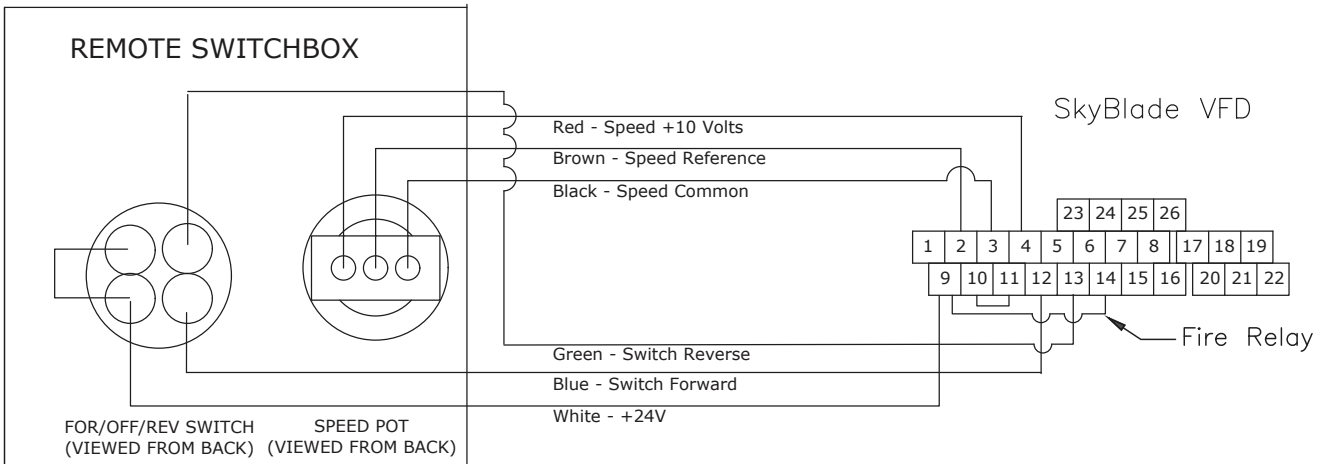 REMOTE SWITCHBOX
SkyBlade VFD
Red - Speed +10 Volts
Brown - Speed Reference
Black - Speed Common
23 24 25 26
1 2 3 4 5 6 7 8 17 18 19
9 10 11 12 13 14 15 16 20 21 22
Fire Relay
Green - Switch Reverse
Blue - Switch Forward
White - +24V
FOR/OFF/REV SWITCH
(VIEWED FROM BACK)
SPEED POT
(VIEWED FROM BACK)